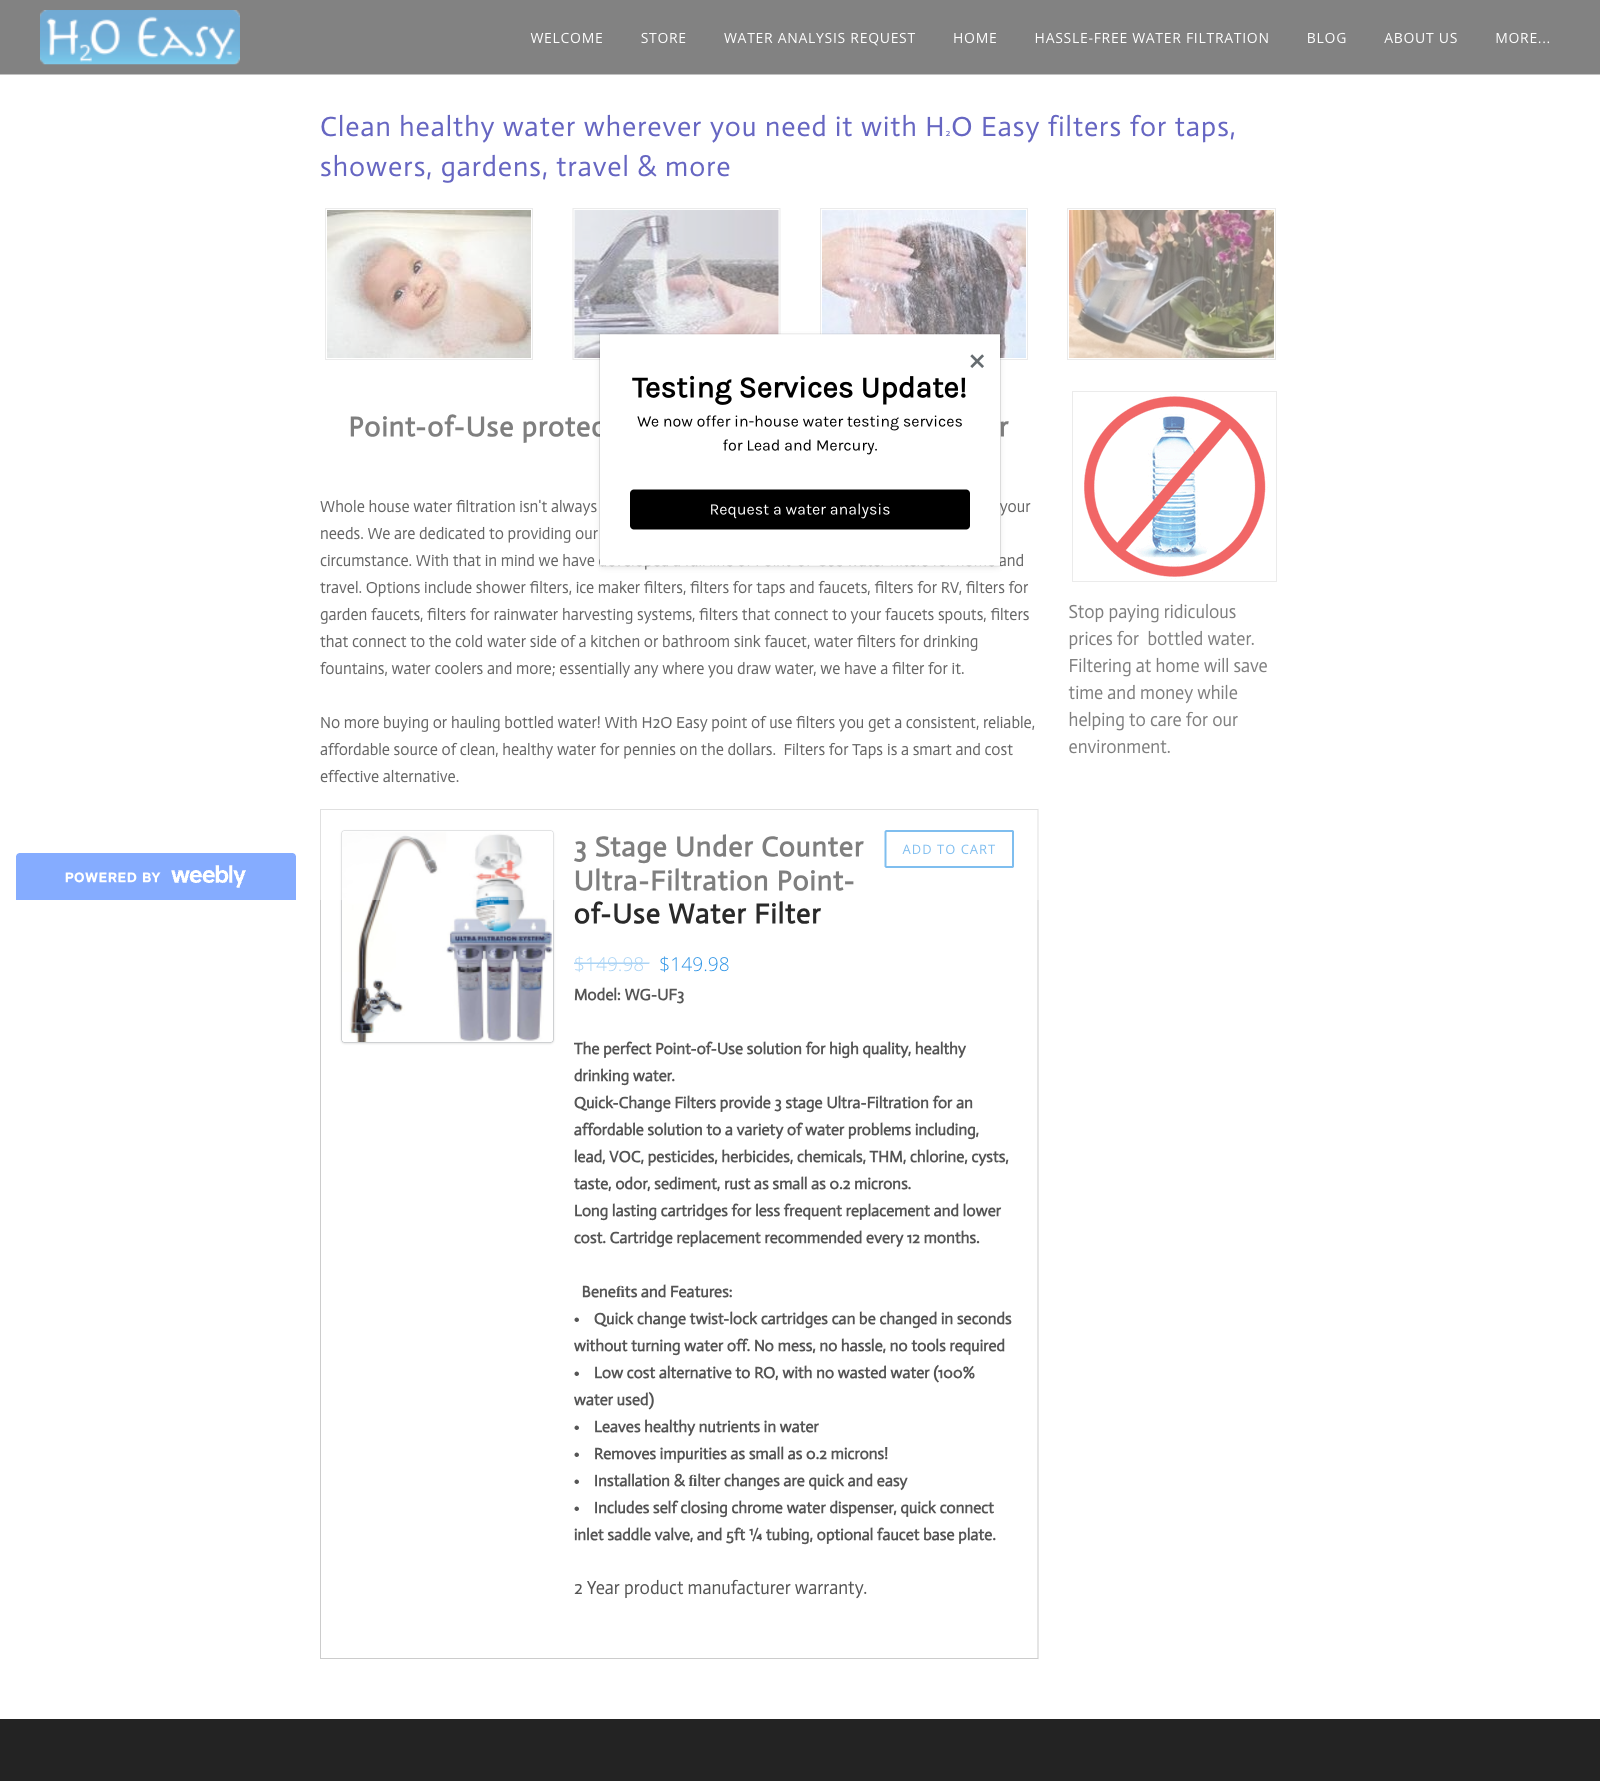 H2O Easy
WELCOME STORE WATER ANALYSIS REQUEST HOME HASSLE-FREE WATER FILTRATION BLOG ABOUT US MORE...
Clean healthy water wherever you need it with H₂O Easy filters for taps,
showers, gardens, travel & more
Testing Services Update!
We now offer in-house water testing services
for Lead and Mercury.
Request a water analysis
Point-of-Use
Whole house water filtration isn't always your
needs. We are dedicated to providing our
circumstance. With that in mind we have and
travel. Options include shower filters, ice maker filters, filters for taps and faucets, filters for RV, filters for
garden faucets, filters for rainwater harvesting systems, filters that connect to your faucets spouts, filters
that connect to the cold water side of a kitchen or bathroom sink faucet, water filters for drinking
fountains, water coolers and more; essentially any where you draw water, we have a filter for it.
No more buying or hauling bottled water! With H2O Easy point of use filters you get a consistent, reliable,
affordable source of clean, healthy water for pennies on the dollars. Filters for Taps is a smart and cost
effective alternative.
Stop paying ridiculous
prices for bottled water.
Filtering at home will save
time and money while
helping to care for our
environment.
POWERED BY weebly
ULTRA FILTRATION SYSTEM
3 Stage Under Counter
Ultra-Filtration Point-
of-Use Water Filter
ADD TO CART
$149.98 $149.98
Model: WG-UF3
The perfect Point-of-Use solution for high quality, healthy
drinking water.
Quick-Change Filters provide 3 stage Ultra-Filtration for an
affordable solution to a variety of water problems including,
lead, VOC, pesticides, herbicides, chemicals, THM, chlorine, cysts,
taste, odor, sediment, rust as small as 0.2 microns.
Long lasting cartridges for less frequent replacement and lower
cost. Cartridge replacement recommended every 12 months.
Benefits and Features:
• Quick change twist-lock cartridges can be changed in seconds
without turning water off. No mess, no hassle, no tools required
• Low cost alternative to RO, with no wasted water (100%
water used)
• Leaves healthy nutrients in water
• Removes impurities as small as 0.2 microns!
• Installation & filter changes are quick and easy
• Includes self closing chrome water dispenser, quick connect
inlet saddle valve, and 5ft ¼ tubing, optional faucet base plate.
2 Year product manufacturer warranty.